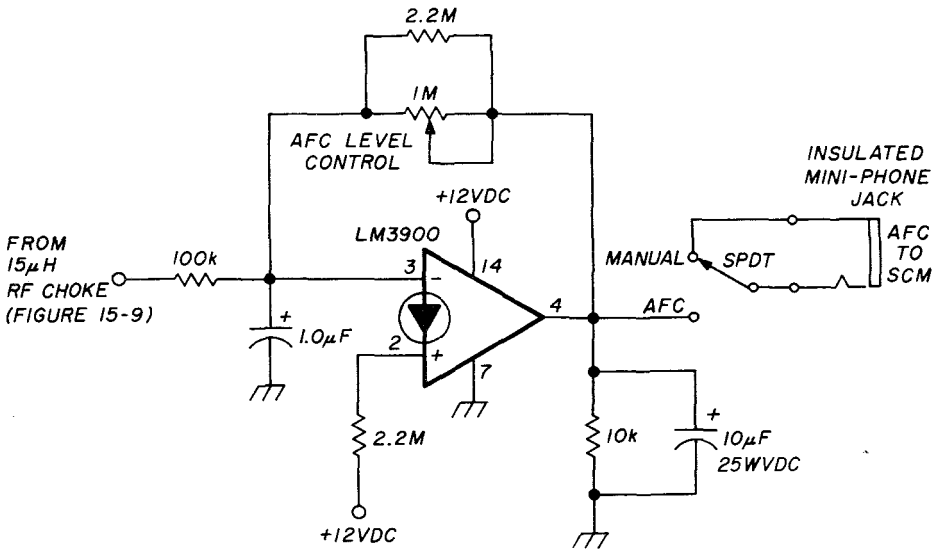 2.2M
1M
AFC LEVEL
CONTROL
+12VDC
LM3900
INSULATED
MINI-PHONE
JACK
FROM
15μH
RF CHOKE
(FIGURE 15-9)
100k
3
-
14
4
AFC
MANUAL
SPDT
AFC
TO
SCM
+
1.0μF
2
+
7
2.2M
+12VDC
10k
+
10μF
25WVDC